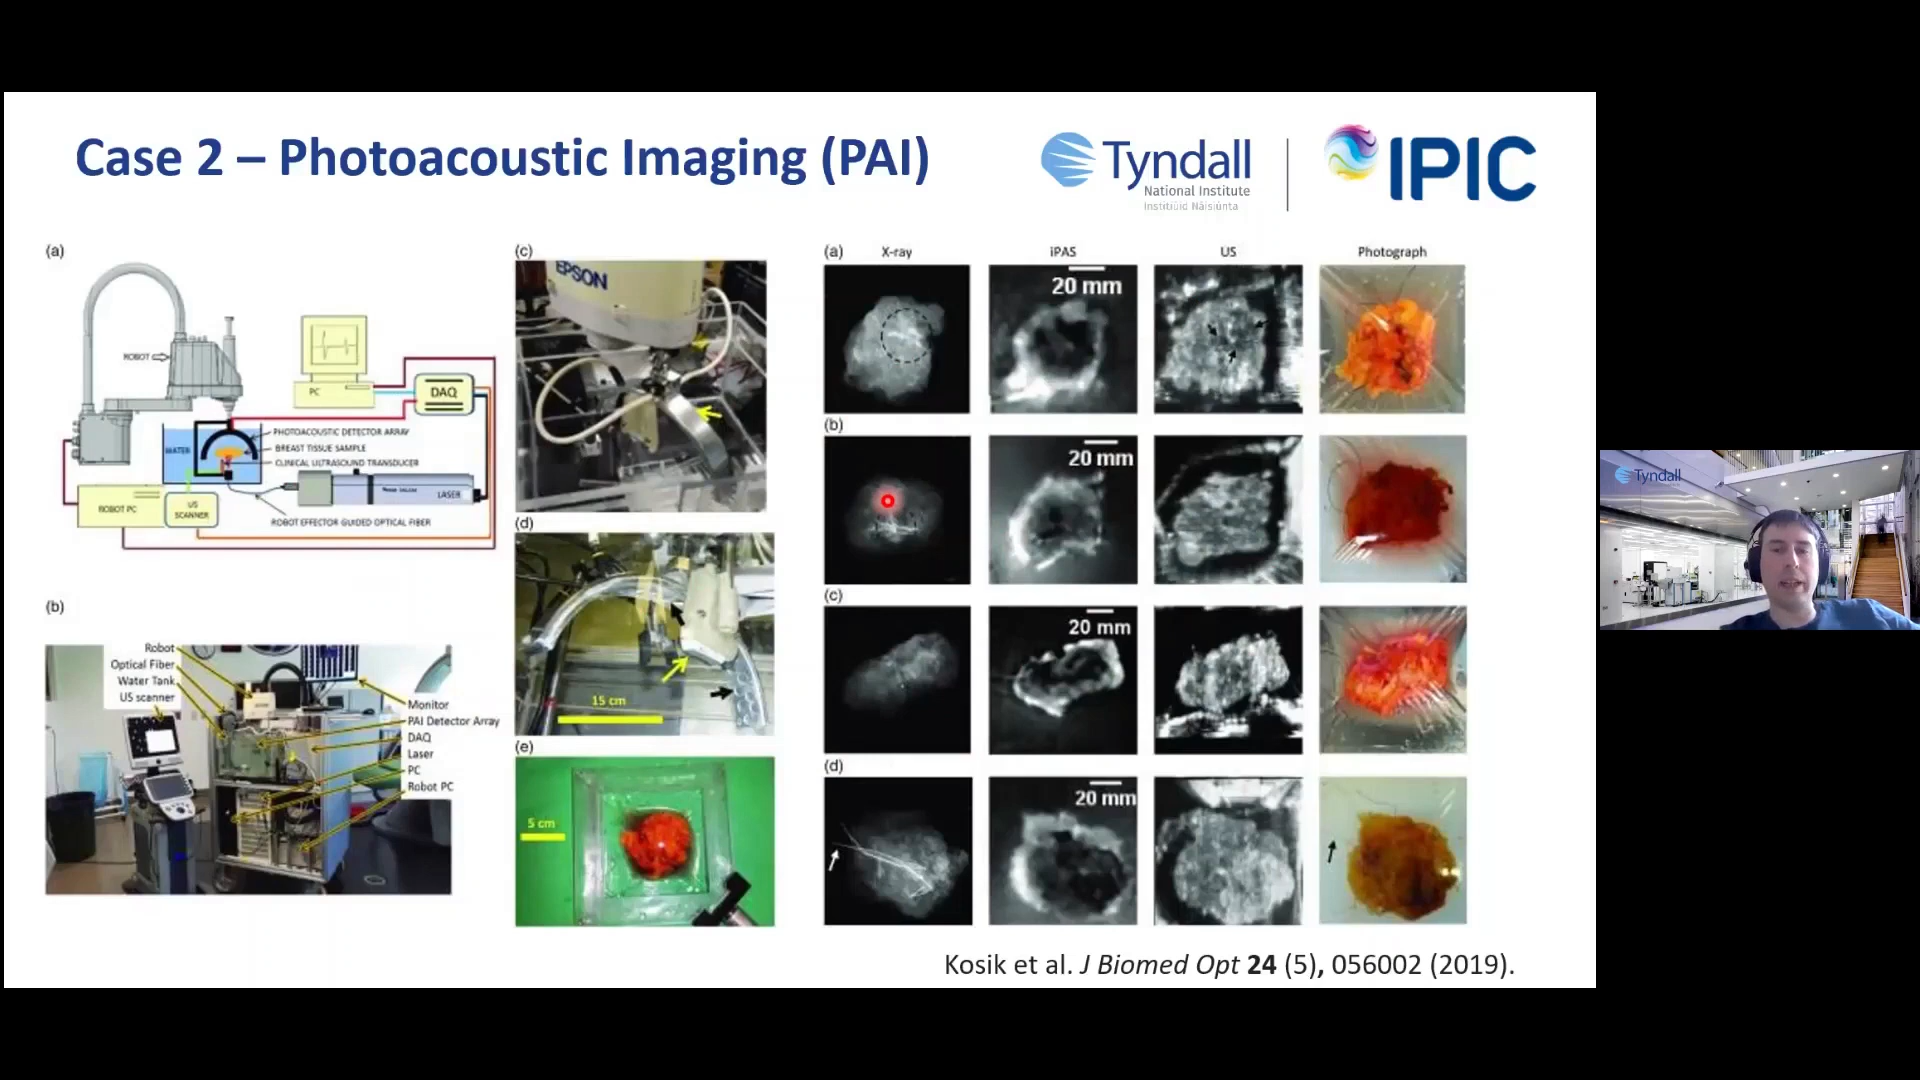 Case 2 – Photoacoustic Imaging (PAI)
Tyndall
National Institute
Institiúid Náisiúnta
IPIC
(a)
ROBOT
PC
DAQ
WATER
PHOTOACOUSTIC DETECTOR ARRAY
BREAST TISSUE SAMPLE
CLINICAL ULTRASOUND TRANSDUCER
ROBOT PC
US
SCANNER
LASER
ROBOT EFFECTOR GUIDED OPTICAL FIBER
(b)
Robot
Optical Fiber
Water Tank
US scanner
Monitor
PAI Detector Array
DAQ
Laser
PC
Robot PC
(c)
EPSON
(d)
15 cm
(e)
5 cm
(a)
X-ray
iPAS
US
Photograph
20 mm
(b)
20 mm
(c)
20 mm
(d)
20 mm
Kosik et al. J Biomed Opt 24 (5), 056002 (2019).
Tyndall